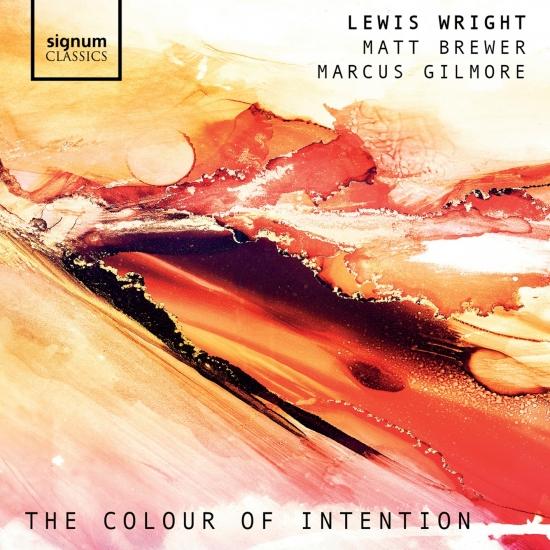 signum
CLASSICS
LEWIS WRIGHT
MATT BREWER
MARCUS GILMORE
THE COLOUR OF INTENTION